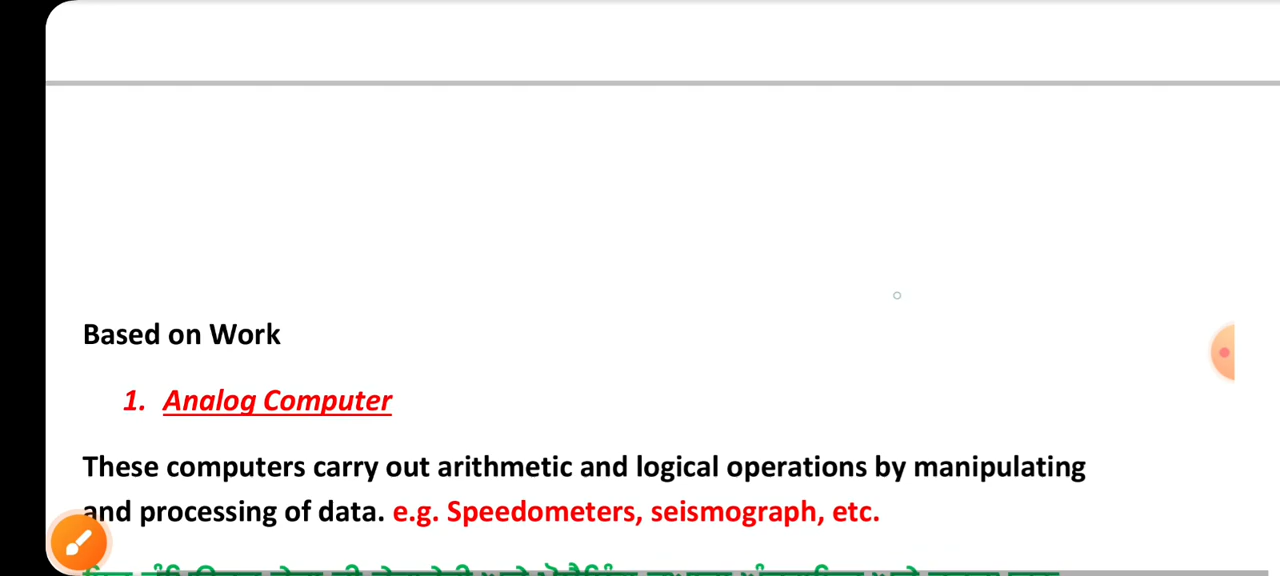 Based on Work
1. Analog Computer
These computers carry out arithmetic and logical operations by manipulating
and processing of data. e.g. Speedometers, seismograph, etc.